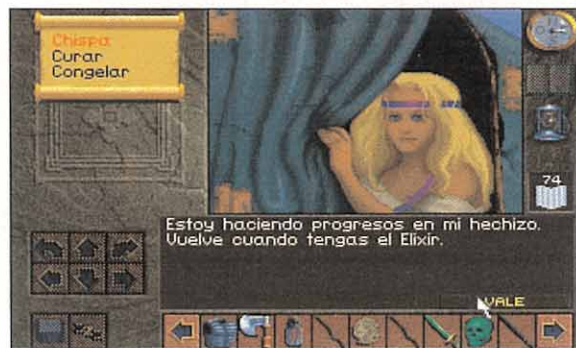 Chispa
Curar
Congelar
74
Estoy haciendo progresos en mi hechizo.
Vuelve cuando tengas el Elixir.
VALE